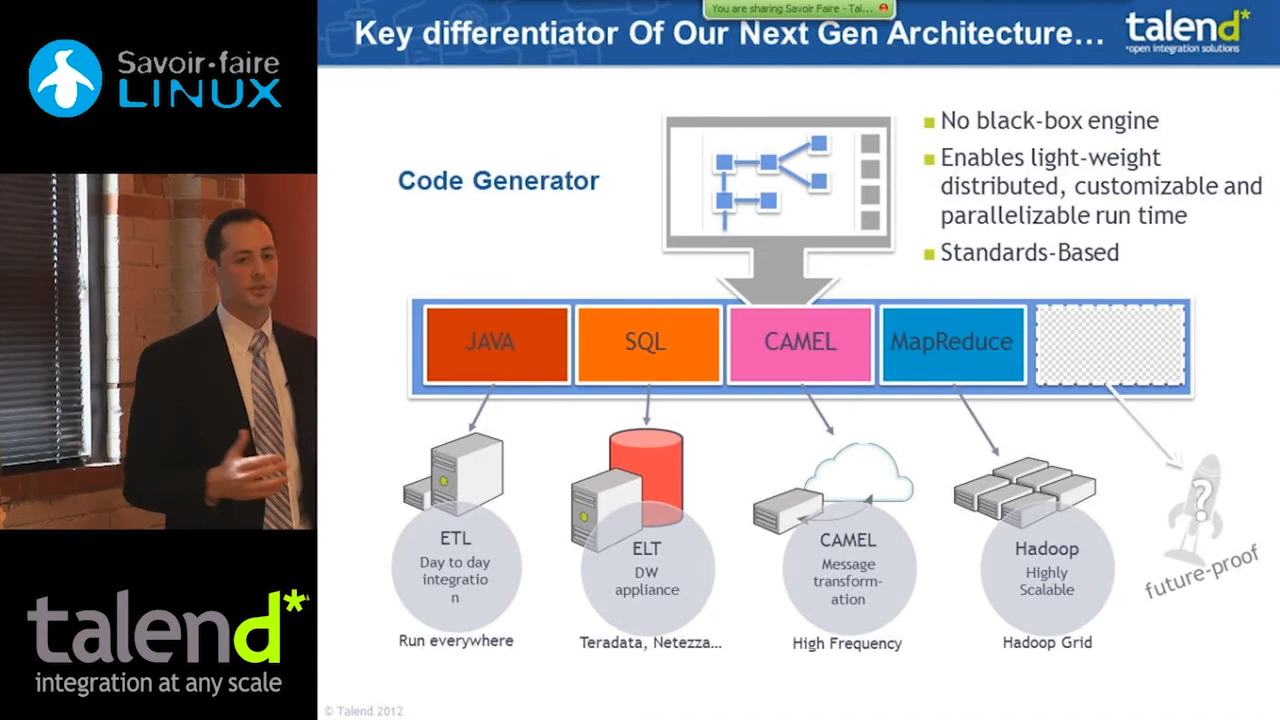 You are sharing Savoir Faire - Tal...
Key differentiator Of Our Next Gen Architecture...
talend*
*open integration solutions
Savoir-faire
LINUX
Code Generator
No black-box engine
Enables light-weight
distributed, customizable and
parallelizable run time
Standards-Based
JAVA
SQL
CAMEL
MapReduce
ETL
Day to day
integratio
n
Run everywhere
ELT
DW
appliance
Teradata, Netezza...
CAMEL
Message
transform-
ation
High Frequency
Hadoop
Highly
Scalable
Hadoop Grid
?
future-proof
talend*
integration at any scale
© Talend 2012